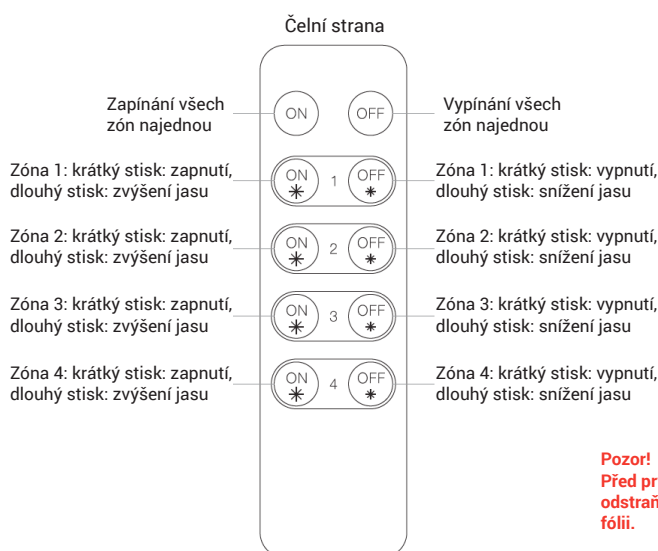 Čelní strana
Zapínání všech
zón najednou
ON
OFF
Vypínání všech
zón najednou
Zóna 1: krátký stisk: zapnutí,
dlouhý stisk: zvýšení jasu
ON
1
OFF
Zóna 1: krátký stisk: vypnutí,
dlouhý stisk: snížení jasu
Zóna 2: krátký stisk: zapnutí,
dlouhý stisk: zvýšení jasu
ON
2
OFF
Zóna 2: krátký stisk: vypnutí,
dlouhý stisk: snížení jasu
Zóna 3: krátký stisk: zapnutí,
dlouhý stisk: zvýšení jasu
ON
3
OFF
Zóna 3: krátký stisk: vypnutí,
dlouhý stisk: snížení jasu
Zóna 4: krátký stisk: zapnutí,
dlouhý stisk: zvýšení jasu
ON
4
OFF
Zóna 4: krátký stisk: vypnutí,
dlouhý stisk: snížení jasu
Pozor!
Před
fólii.